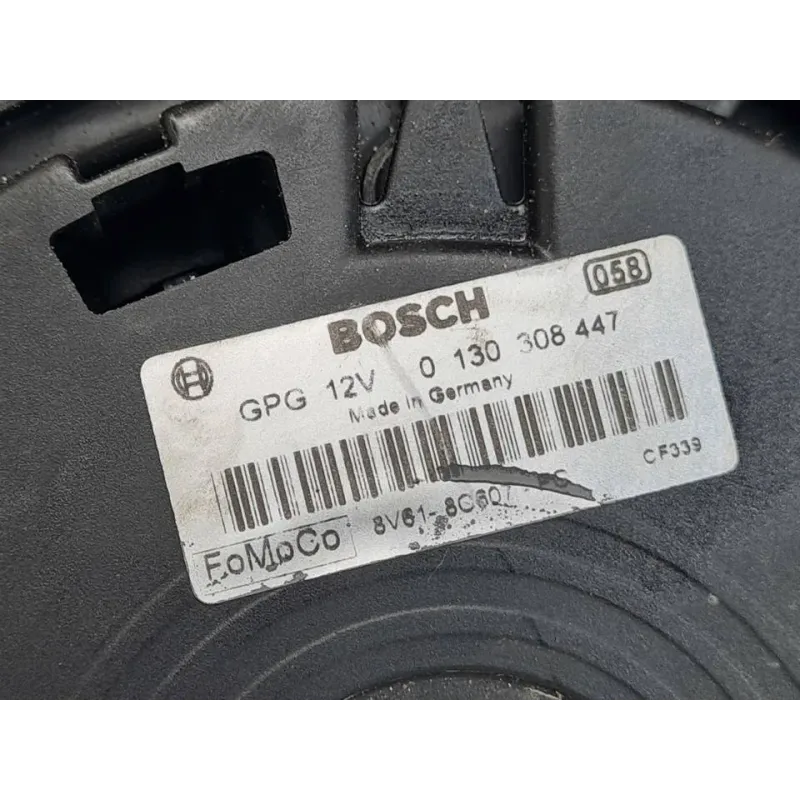 058
BOSCH
GPG 12V 0 130 308 447
Made in Germany
CF339
8V61-8C607
FoMoCo